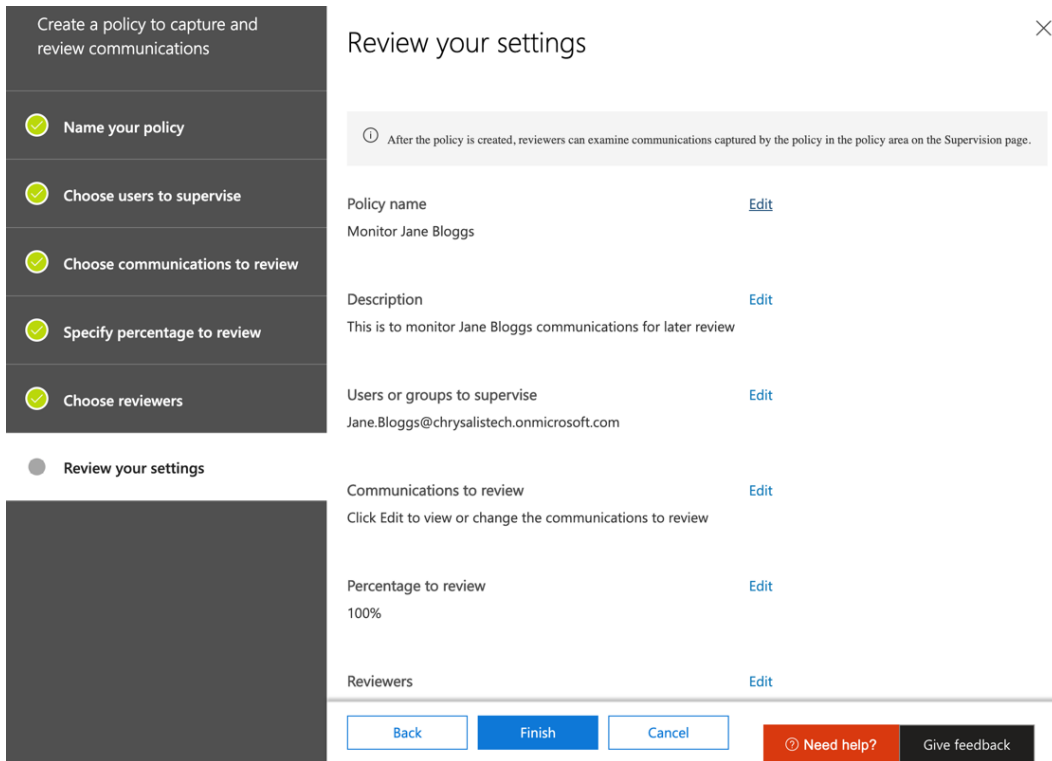 Create a policy to capture and
review communications
Name your policy
Choose users to supervise
Choose communications to review
Specify percentage to review
Choose reviewers
Review your settings
Review your settings
After the policy is created, reviewers can examine communications captured by the policy in the policy area on the Supervision page.
Policy name Edit
Monitor Jane Bloggs
Description Edit
This is to monitor Jane Bloggs communications for later review
Users or groups to supervise Edit
Jane.Bloggs@chrysalistech.onmicrosoft.com
Communications to review Edit
Click Edit to view or change the communications to review
Percentage to review Edit
100%
Reviewers Edit
Back Finish Cancel
Need help? Give feedback